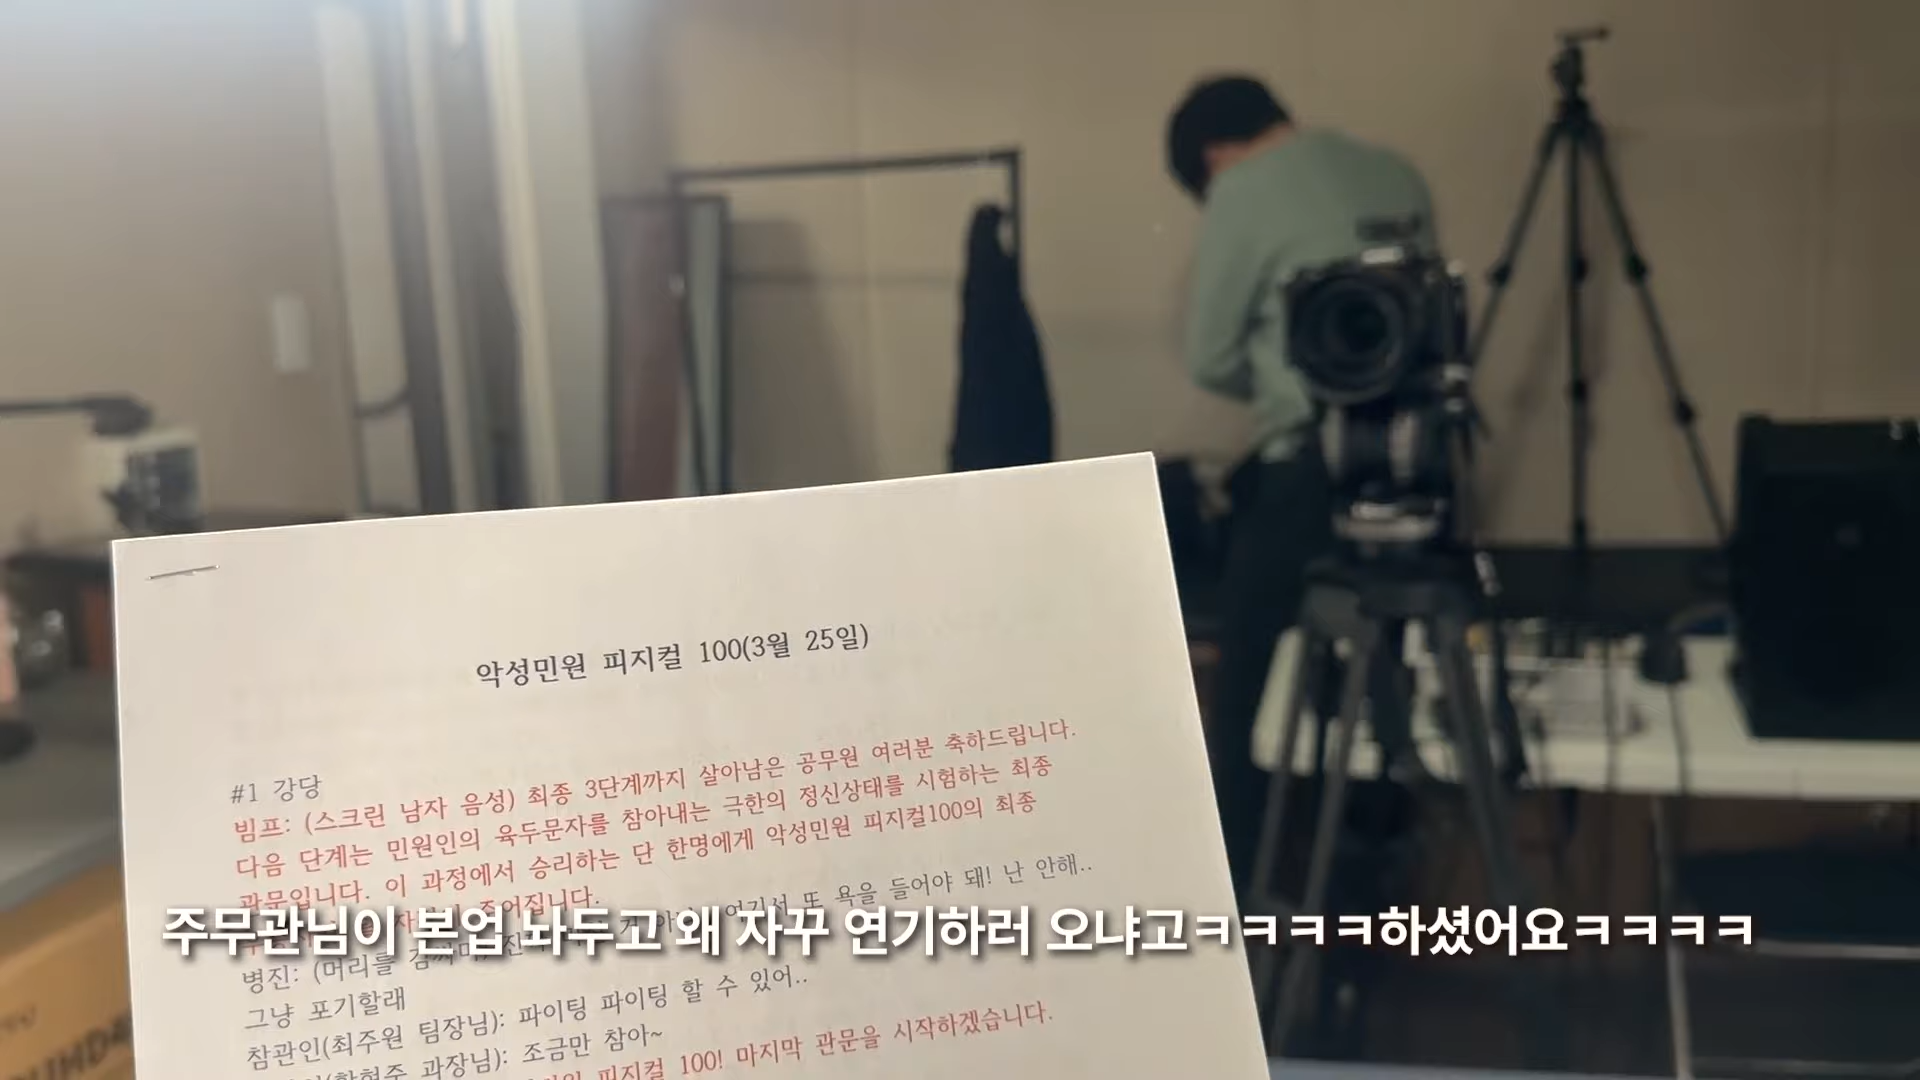 악성민원 피지컬 100(3월 25일)
#1 강당
빔프: (스크린 남자 음성) 최종 3단계까지 살아남은 공무원 여러분 축하드립니다.
다음 단계는 민원인의 육두문자를 참아내는 극한의 정신상태를 시험하는 최종
관문입니다. 이 과정에서 승리하는 단 한명에게 악성민원 피지컬100의 최종
주어집니다.
또 욕을 들어야 돼! 난 안해..
주무관님이 본업 놔두고 왜 자꾸 연기하러 오냐고ㅋㅋㅋㅋ하셨어요ㅋㅋㅋㅋ
병진: (머리를
그냥 포기할래
참관인(최주원 팀장님): 파이팅 파이팅 할 수 있어..
과장님): 조금만 참아~
피지컬 100! 마지막 관문을 시작하겠습니다.